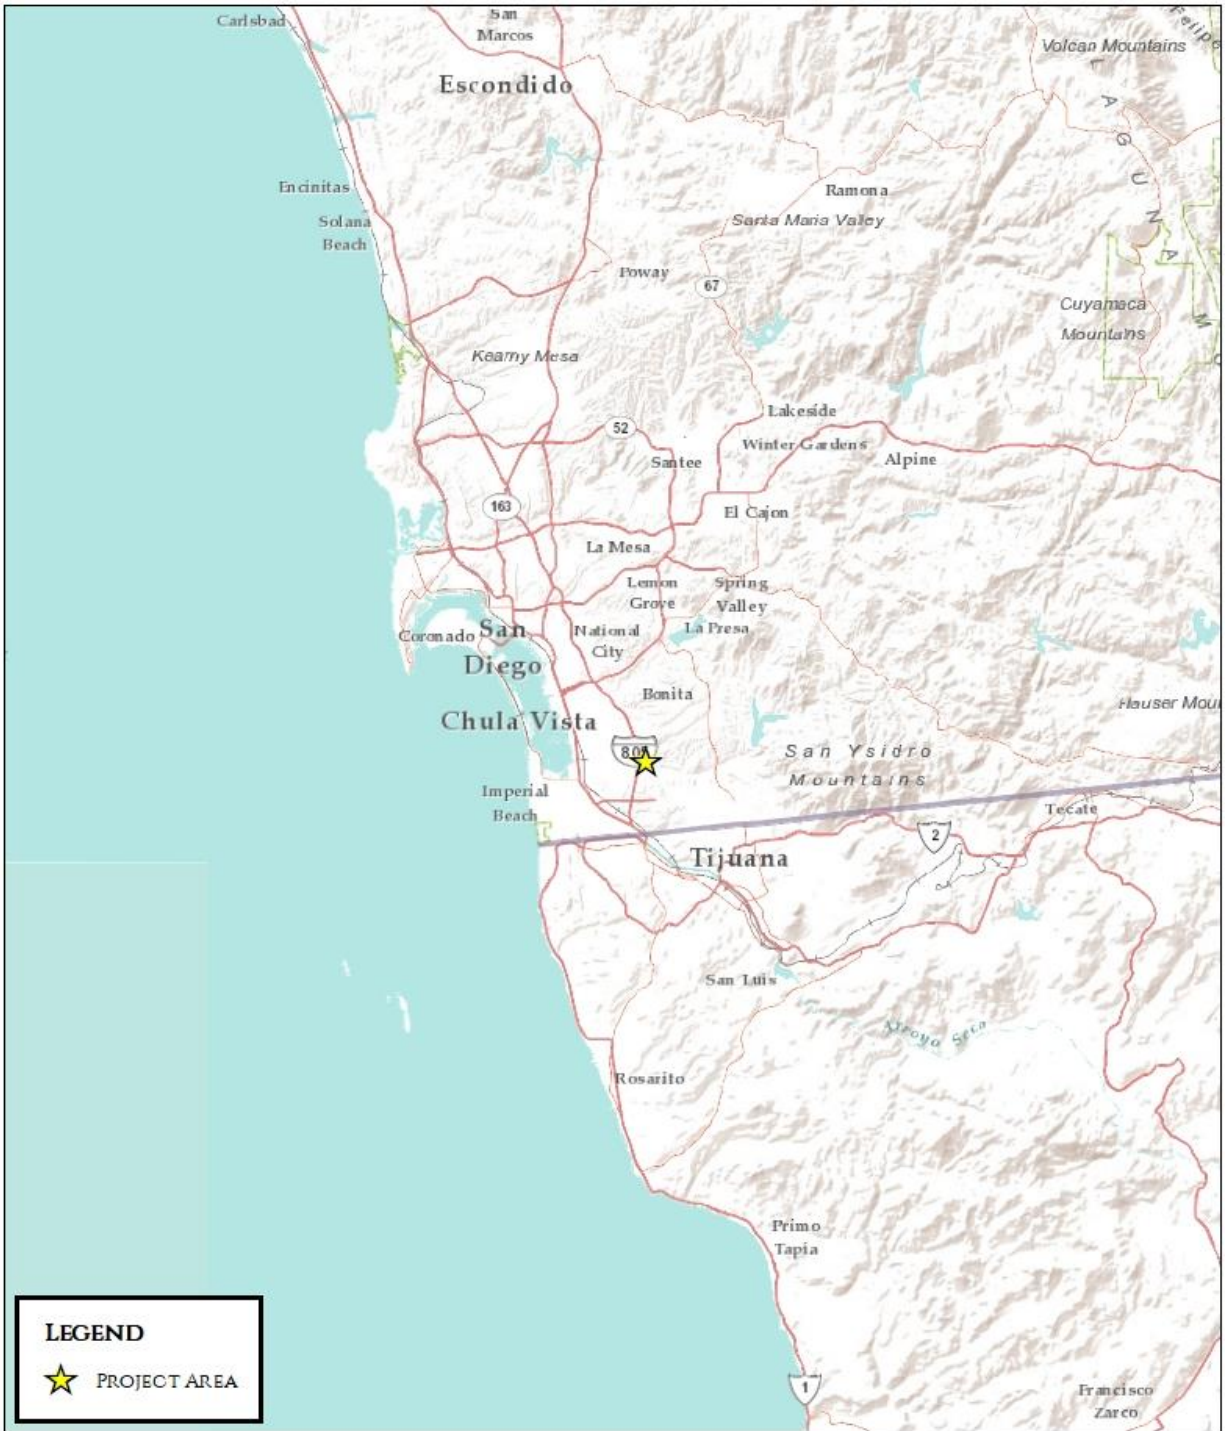 Carlsbad
San
Marcos
Escondido
Felipe
Volcan Mountains
LAGUNA
Encinitas
Ramona
Solana
Beach
Santa Maria Valley
Poway
67
Cuyamaca
Mountains
M
Kearny Mesa
Lakeside
52
Winter Gardens
Santee
Alpine
163
El Cajon
La Mesa
Lemon
Grove
Spring
Valley
La Presa
National
City
Coronado
San
Diego
Bonita
Hauser Moun
Chula Vista
San Ysidro
Mountains
Imperial
Beach
Tecate
2
Tijuana
San Luis
Arroyo Seco
Rosarito
Primo
Tapia
1
Francisco
Zarco
LEGEND
PROJECT AREA